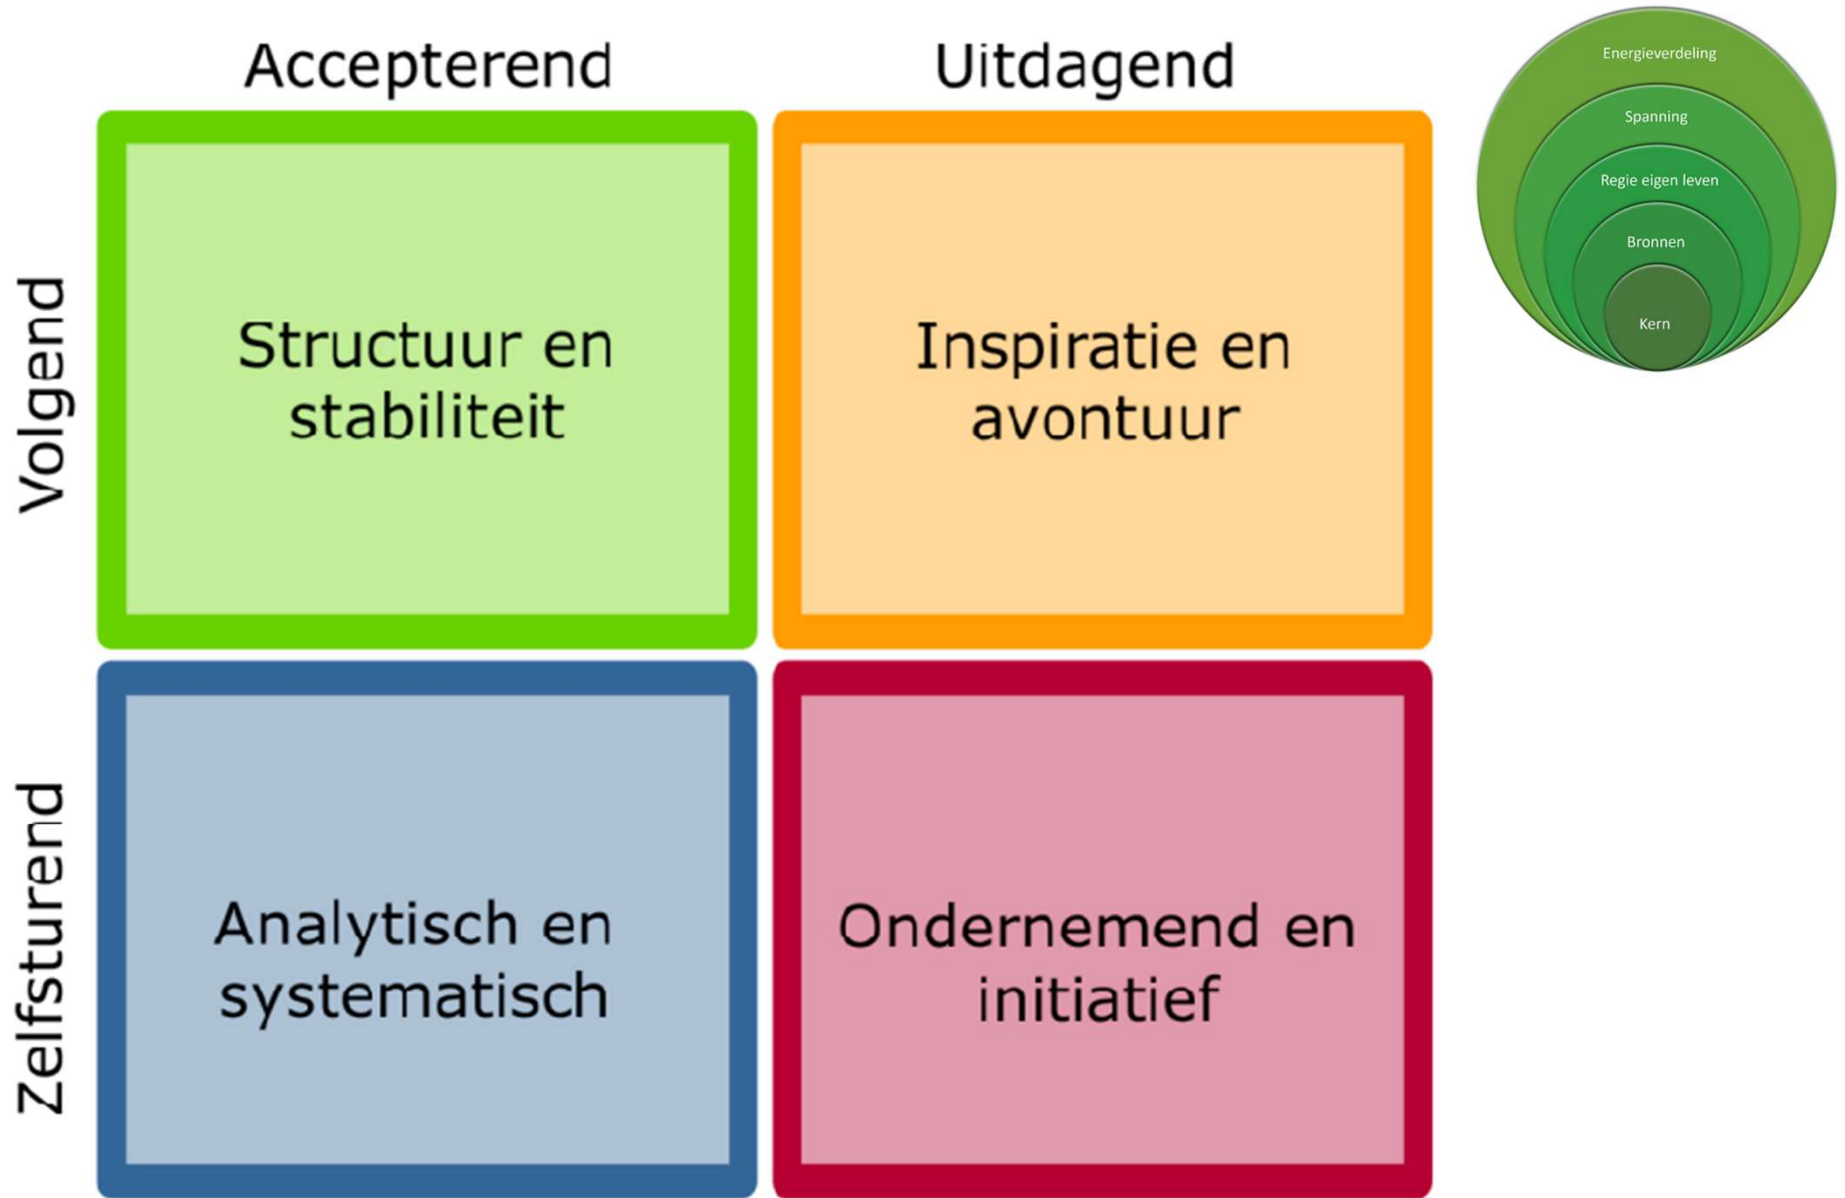 Accepterend
Uitdagend
Volgend
Structuur en
stabiliteit
Inspiratie en
avontuur
Zelfsturend
Analytisch en
systematisch
Ondernemend en
initiatief
Energieverdeling
Spanning
Regie eigen leven
Bronnen
Kern